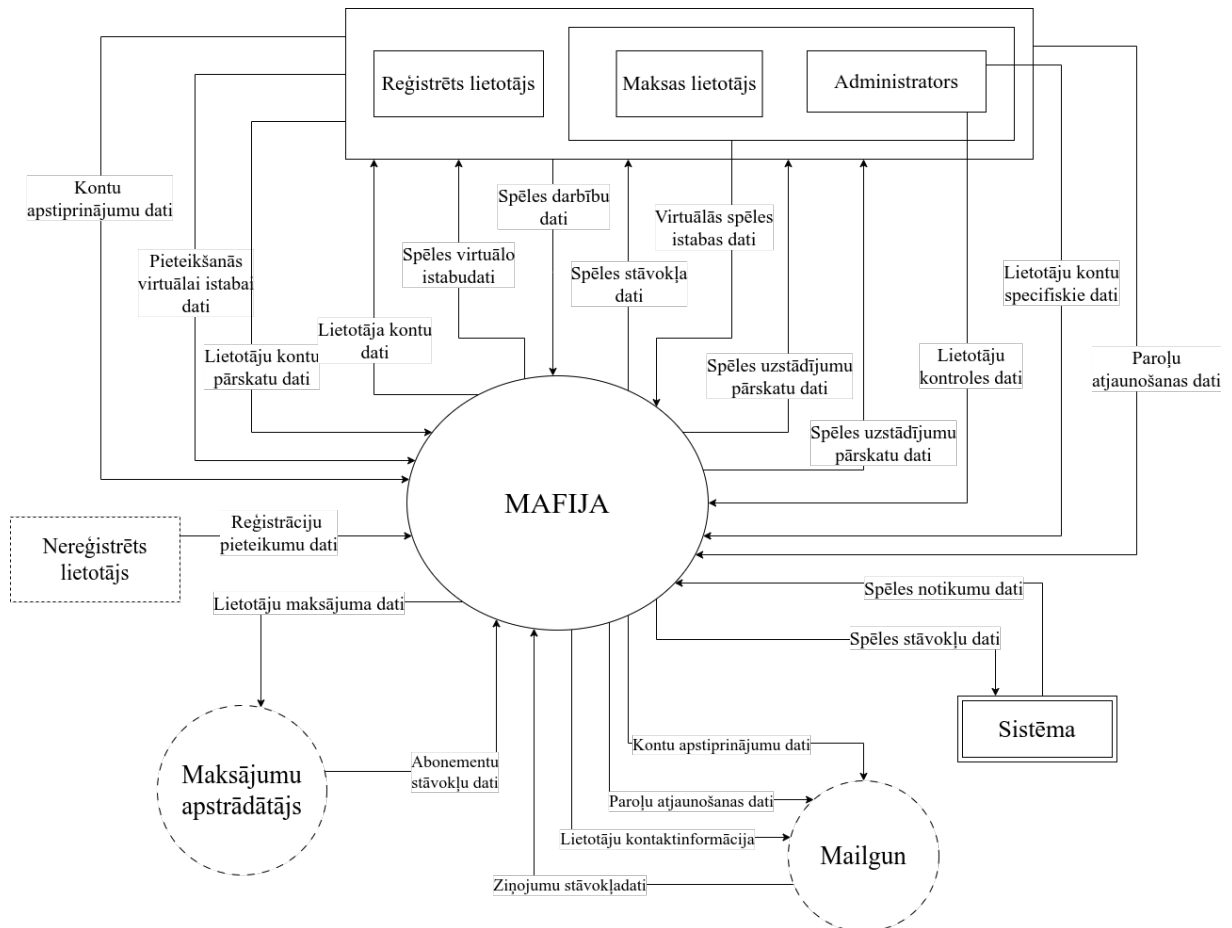 Reģistrēts lietotājs
Maksas lietotājs
Administrators
Kontu
apstiprinājumu dati
Spēles darbību
dati
Virtuālās spēles
istabas dati
Pieteikšanās
virtuālai istabai
dati
Spēles virtuālo
istabudati
Spēles stāvokļa
dati
Lietotāju kontu
specifiskie dati
Lietotāju kontu
pārskatu dati
Lietotāja kontu
dati
Spēles uzstādījumu
pārskatu dati
Lietotāju
kontroles dati
Paroļu
atjaunošanas dati
Spēles uzstādījumu
pārskatu dati
MAFIJA
Nereģistrēts
lietotājs
Reģistrāciju
pieteikumu dati
Lietotāju maksājuma dati
Spēles notikumu dati
Spēles stāvokļu dati
Sistēma
Maksājumu
apstrādātājs
Abonementu
stāvokļu dati
Kontu apstiprinājumu dati
Paroļu atjaunošanas dati
Lietotāju kontaktinformācija
Mailgun
Ziņojumu stāvokļadati